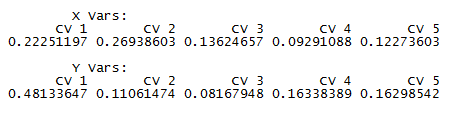 X Vars:
CV 1 CV 2 CV 3 CV 4 CV 5
0.22251197 0.26938603 0.13624657 0.09291088 0.12273603
Y Vars:
CV 1 CV 2 CV 3 CV 4 CV 5
0.48133647 0.11061474 0.08167948 0.16338389 0.16298542